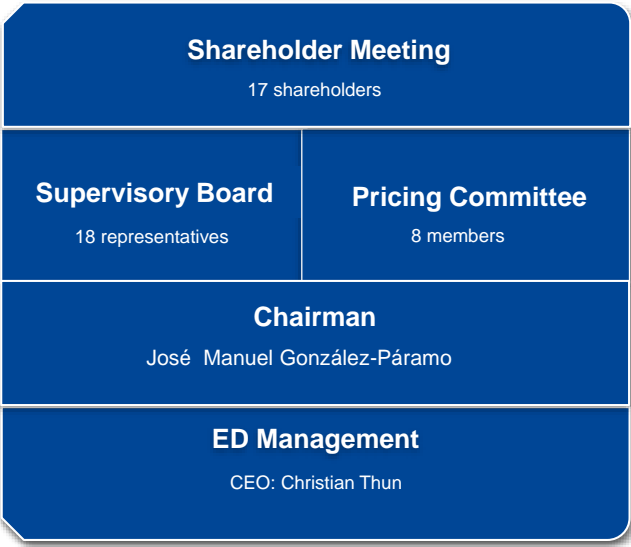 Shareholder Meeting
17 shareholders
Supervisory Board
18 representatives
Pricing Committee
8 members
Chairman
José Manuel González-Páramo
ED Management
CEO: Christian Thun